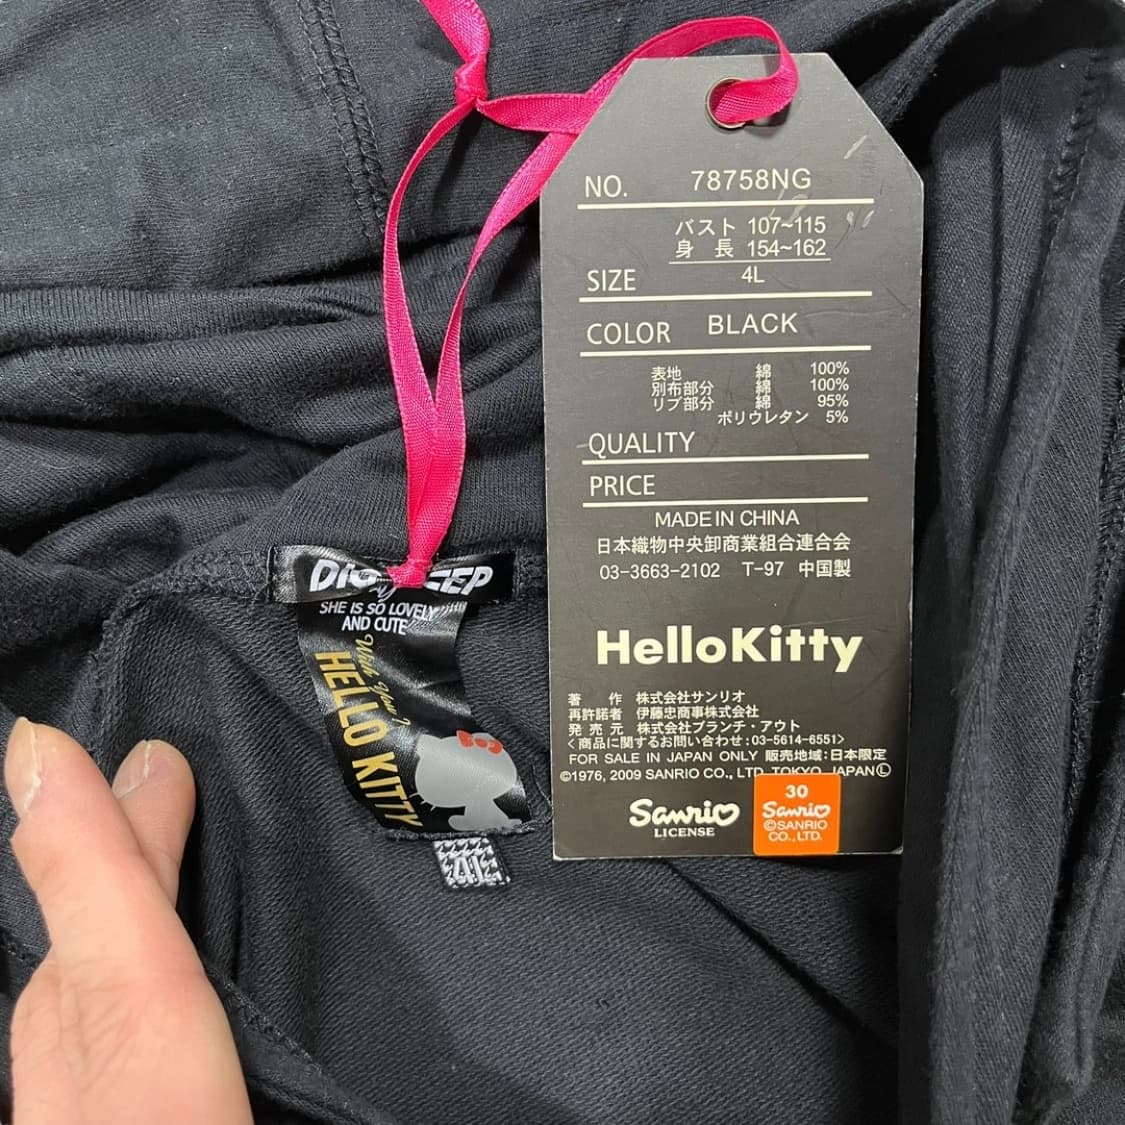 NO. 78758NG
バスト 107~115
身 長 154~162
SIZE 4L
COLOR BLACK
表地 綿 100%
別布部分 綿 100%
リブ部分 綿 95%
ポリウレタン 5%
QUALITY
PRICE
MADE IN CHINA
日本織物中央卸商業組合連合会
03-3663-2102 T-97 中国製
HelloKitty
著 作 株式会社サンリオ
再許諾者 伊藤忠商事株式会社
発 売 元 株式会社ブランチ・アウト
<商品に関するお問い合わせ:03-5614-6551>
FOR SALE IN JAPAN ONLY 販売地域:日本限定
©1976, 2009 SANRIO CO., LTD. TOKYO, JAPAN Ⓛ
Sanrio
LICENSE
30
Sanrio
©SANRIO
CO., LTD.
SHE IS SO LOVELY
AND CUTE
With You
HELLO KITTY
4L